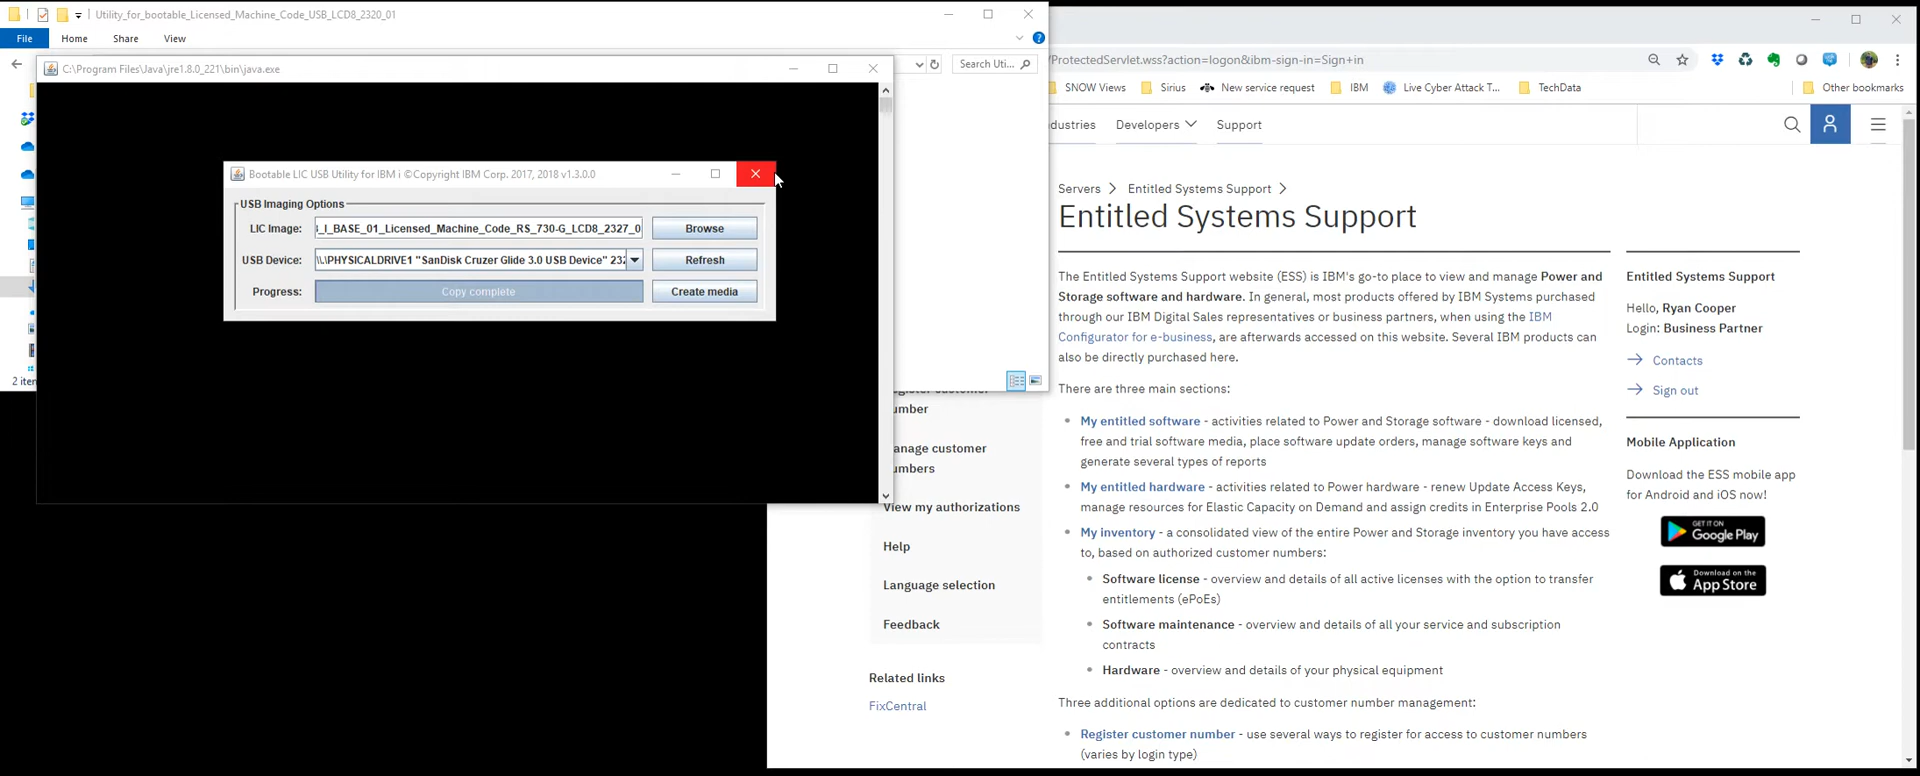 Utility_for_bootable_Licensed_Machine_Code_USB_LCD8_2320_01
File Home Share View
Search Uti...
C:\Program Files\Java\jre1.8.0_221\bin\java.exe
Bootable LIC USB Utility for IBM i ©Copyright IBM Corp. 2017, 2018 v1.3.0.0
USB Imaging Options
LIC Image: _I_BASE_01_Licensed_Machine_Code_RS_730-G_LCD8_2327_0 Browse
USB Device: \\.\PHYSICALDRIVE1 "SanDisk Cruzer Glide 3.0 USB Device" 232 Refresh
Progress: Copy complete Create media
2 iten
/ProtectedServlet.wss?action=logon&ibm-sign-in=Sign+in
SNOW Views Sirius New service request IBM Live Cyber Attack T... TechData Other bookmarks
dustries Developers Support
Servers > Entitled Systems Support >
Entitled Systems Support
The Entitled Systems Support website (ESS) is IBM's go-to place to view and manage Power and
Storage software and hardware. In general, most products offered by IBM Systems purchased
through our IBM Digital Sales representatives or business partners, when using the IBM
Configurator for e-business, are afterwards accessed on this website. Several IBM products can
also be directly purchased here.
There are three main sections:
• My entitled software - activities related to Power and Storage software - download licensed,
free and trial software media, place software update orders, manage software keys and
generate several types of reports
• My entitled hardware - activities related to Power hardware - renew Update Access Keys,
manage resources for Elastic Capacity on Demand and assign credits in Enterprise Pools 2.0
• My inventory - a consolidated view of the entire Power and Storage inventory you have access
to, based on authorized customer numbers:
• Software license - overview and details of all active licenses with the option to transfer
entitlements (ePoEs)
• Software maintenance - overview and details of all your service and subscription
contracts
• Hardware - overview and details of your physical equipment
Three additional options are dedicated to customer number management:
• Register customer number - use several ways to register for access to customer numbers
(varies by login type)
umber
anage customer
umbers
View my authorizations
Help
Language selection
Feedback
Related links
FixCentral
Entitled Systems Support
Hello, Ryan Cooper
Login: Business Partner
→ Contacts
→ Sign out
Mobile Application
Download the ESS mobile app
for Android and iOS now!
GET IT ON
Google Play
Download on the
App Store